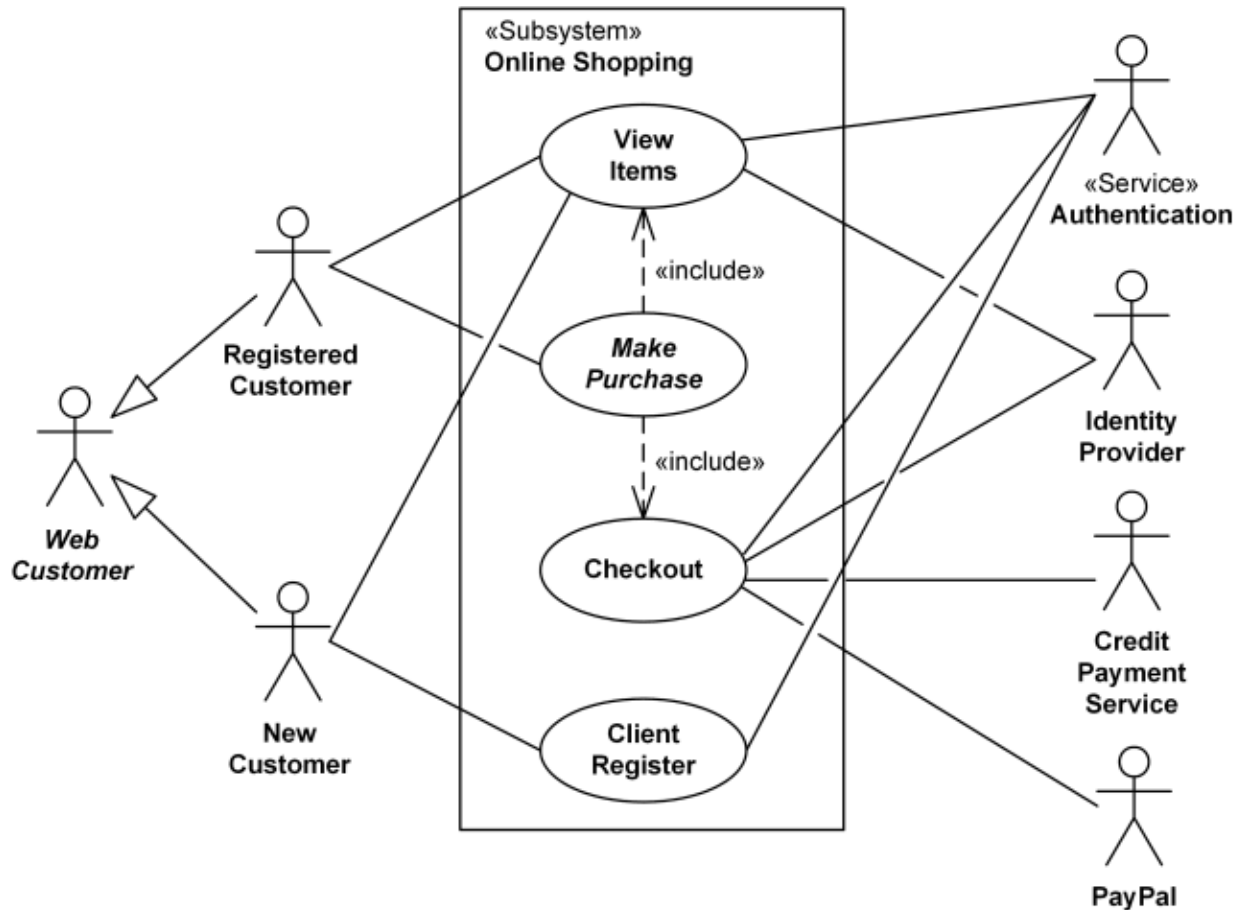 «Subsystem»
Online Shopping
View
Items
«include»
Make
Purchase
«include»
Checkout
Client
Register
Registered
Customer
Web
Customer
New
Customer
«Service»
Authentication
Identity
Provider
Credit
Payment
Service
PayPal